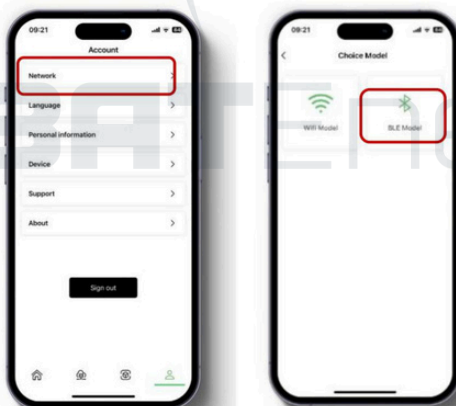 09:21
Account
Network
Language
Personal information
Device
Support
About
Sign out
09:21
Choice Model
Wifi Model
BLE Model